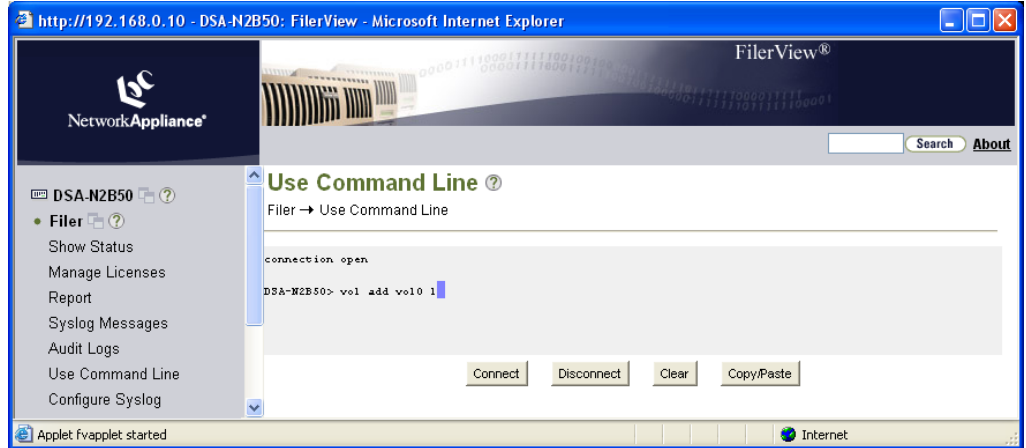 http://192.168.0.10 - DSA-N2B50: FilerView - Microsoft Internet Explorer
FilerView®
NetworkAppliance®
Search About
DSA-N2B50
Filer
Show Status
Manage Licenses
Report
Syslog Messages
Audit Logs
Use Command Line
Configure Syslog
Use Command Line
Filer → Use Command Line
connection open
DSA-N2B50> vol add vol0 1
Connect Disconnect Clear Copy/Paste
Applet fvapplet started
Internet